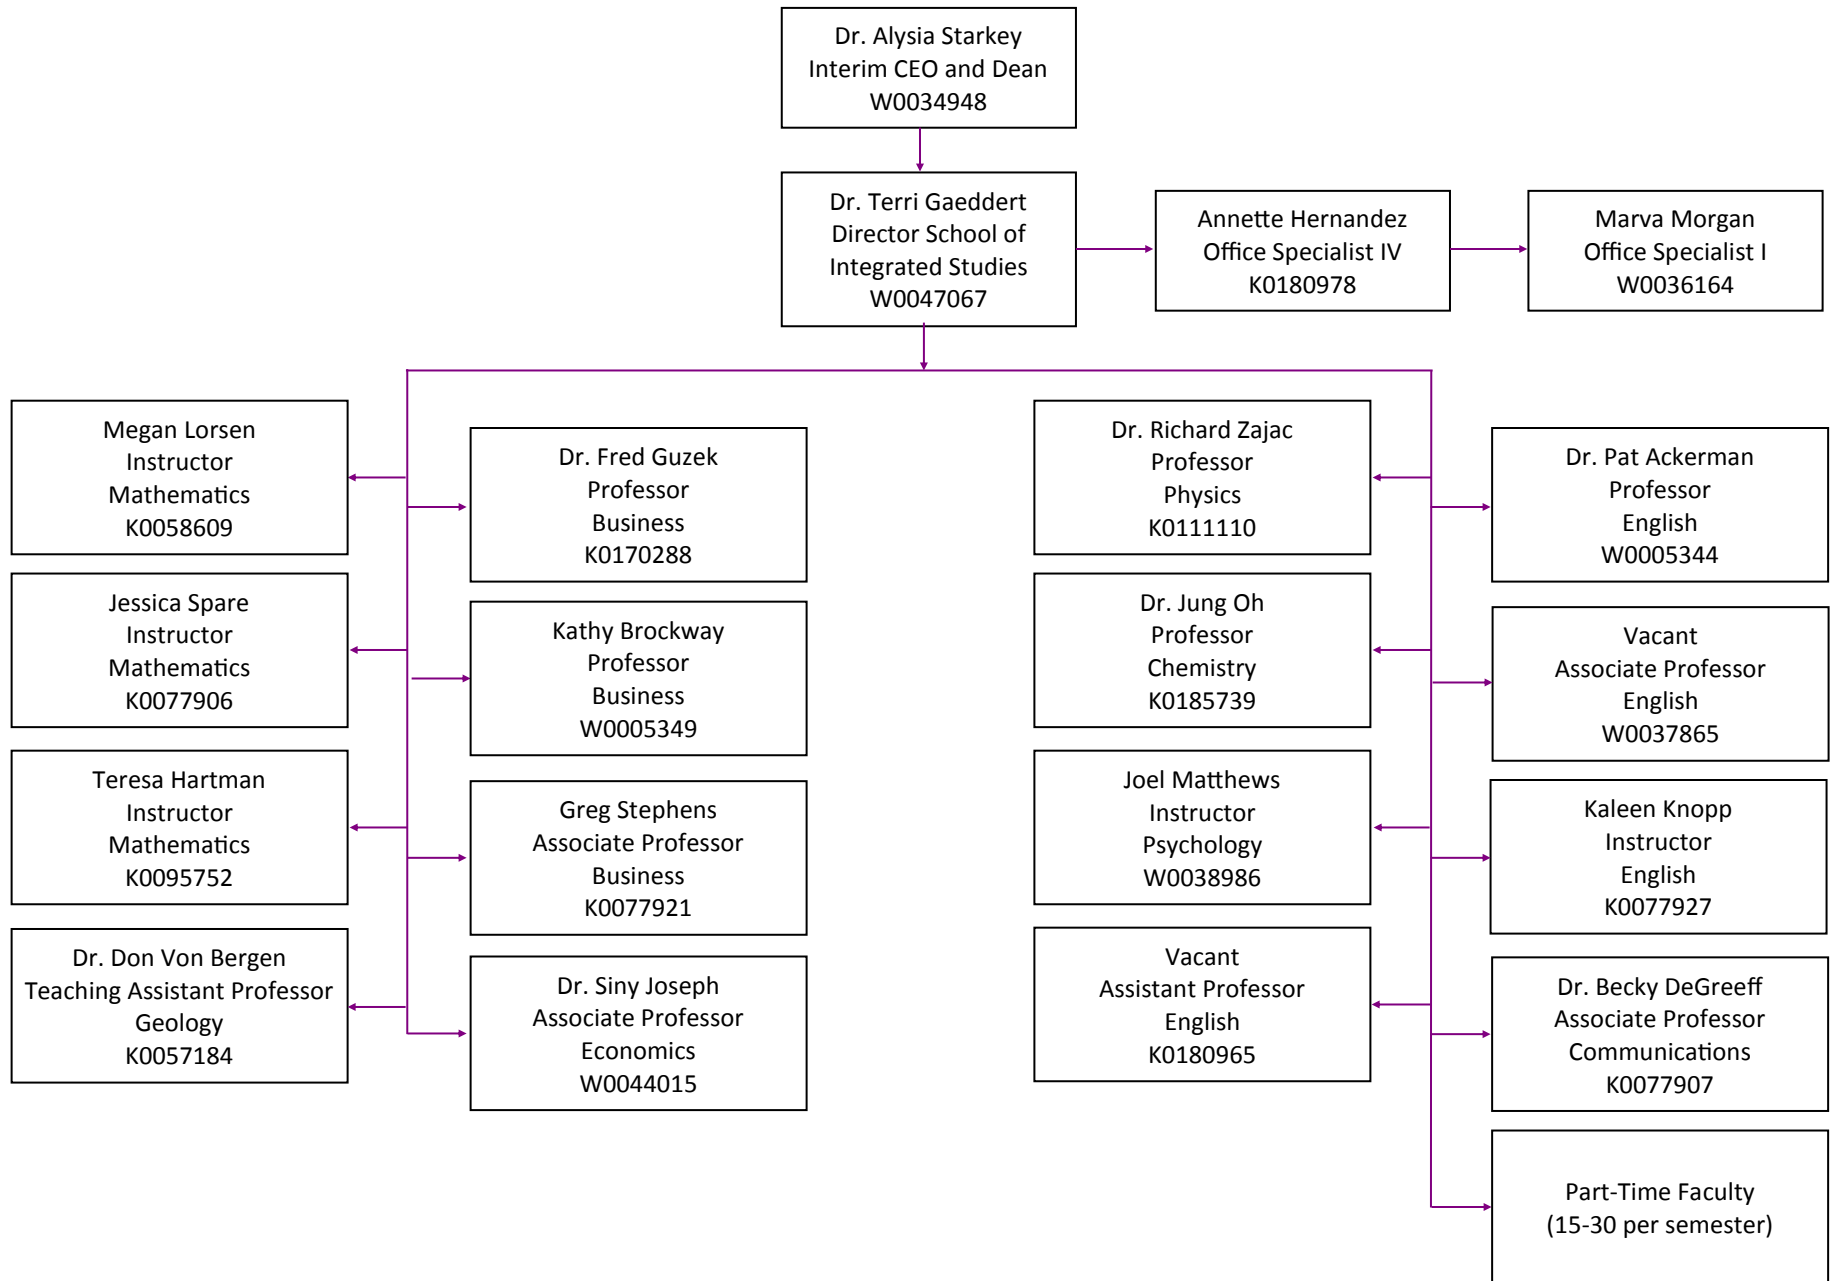 Dr. Alysia Starkey
Interim CEO and Dean
W0034948
Dr. Terri Gaeddert
Director School of
Integrated Studies
W0047067
Annette Hernandez
Office Specialist IV
K0180978
Marva Morgan
Office Specialist I
W0036164
Megan Lorsen
Instructor
Mathematics
K0058609
Jessica Spare
Instructor
Mathematics
K0077906
Teresa Hartman
Instructor
Mathematics
K0095752
Dr. Don Von Bergen
Teaching Assistant Professor
Geology
K0057184
Dr. Fred Guzek
Professor
Business
K0170288
Kathy Brockway
Professor
Business
W0005349
Greg Stephens
Associate Professor
Business
K0077921
Dr. Siny Joseph
Associate Professor
Economics
W0044015
Dr. Richard Zajac
Professor
Physics
K0111110
Dr. Jung Oh
Professor
Chemistry
K0185739
Joel Matthews
Instructor
Psychology
W0038986
Vacant
Assistant Professor
English
K0180965
Dr. Pat Ackerman
Professor
English
W0005344
Vacant
Associate Professor
English
W0037865
Kaleen Knopp
Instructor
English
K0077927
Dr. Becky DeGreeff
Associate Professor
Communications
K0077907
Part-Time Faculty
(15-30 per semester)